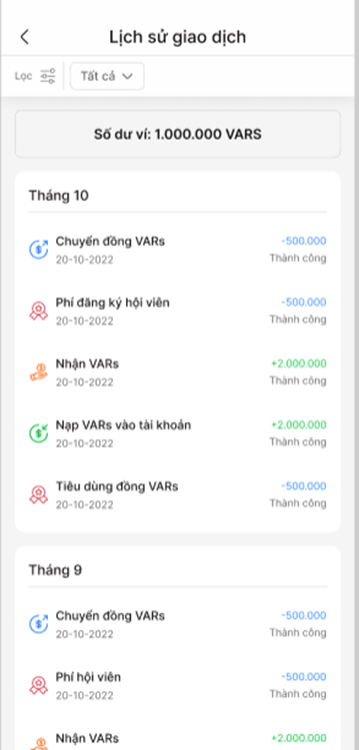 Lịch sử giao dịch
Lọc
Tất cả
Số dư ví: 1.000.000 VARS
Tháng 10
Chuyển đồng VARs
-500.000
20-10-2022
Thành công
Phí đăng ký hội viên
-500.000
20-10-2022
Thành công
Nhận VARs
+2.000.000
20-10-2022
Thành công
Nạp VARs vào tài khoản
+2.000.000
20-10-2022
Thành công
Tiêu dùng đồng VARs
-500.000
20-10-2022
Thành công
Tháng 9
Chuyển đồng VARs
-500.000
20-10-2022
Thành công
Phí hội viên
-500.000
20-10-2022
Thành công
Nhận VARs
+2.000.000